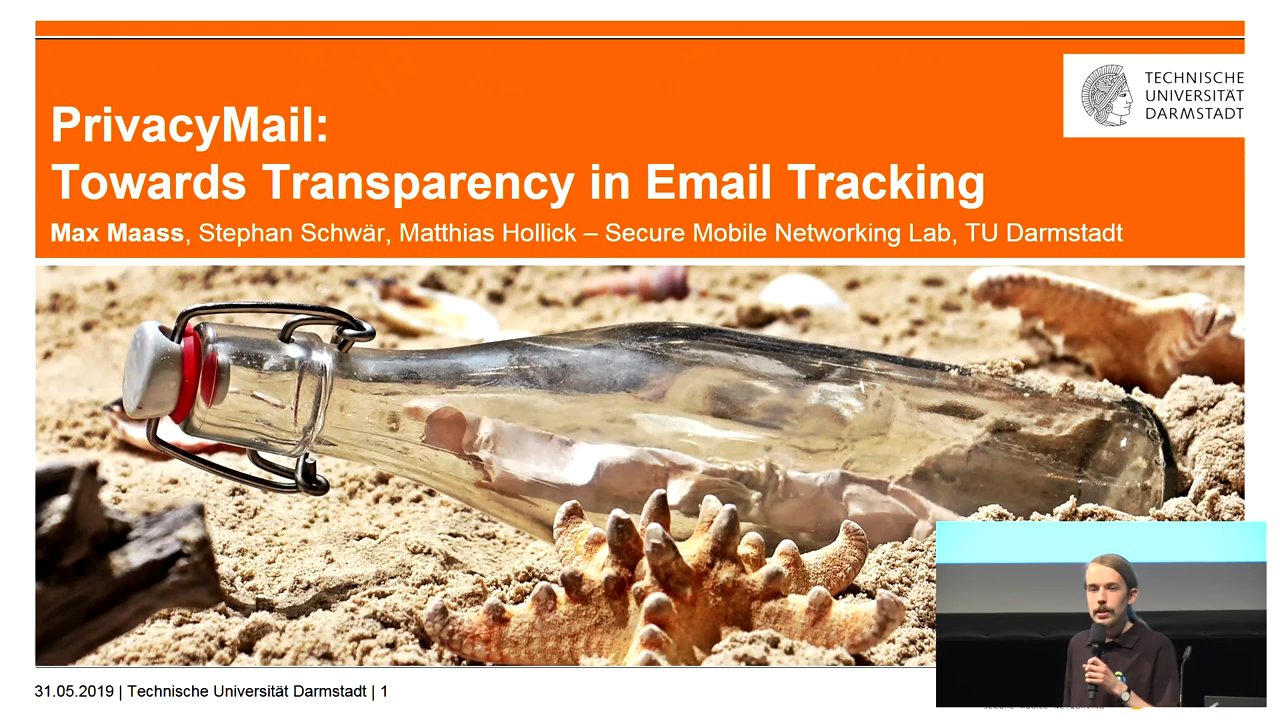 TECHNISCHE
UNIVERSITÄT
DARMSTADT
PrivacyMail:
Towards Transparency in Email Tracking
Max Maass, Stephan Schwär, Matthias Hollick – Secure Mobile Networking Lab, TU Darmstadt
31.05.2019 | Technische Universität Darmstadt | 1